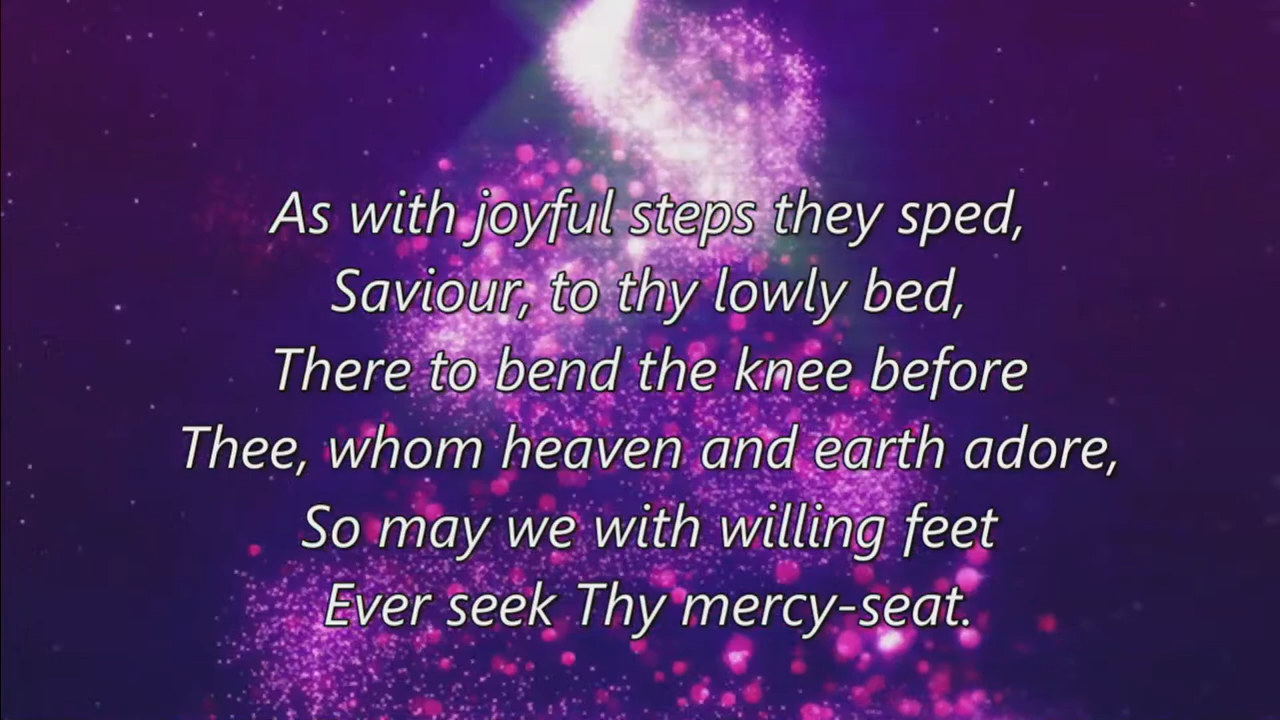 As with joyful steps they sped,
Saviour, to thy lowly bed,
There to bend the knee before
Thee, whom heaven and earth adore,
So may we with willing feet
Ever seek Thy mercy-seat.